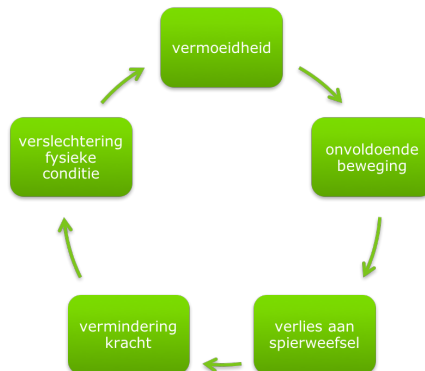 vermoeidheid
onvoldoende
beweging
verlies aan
spierweefsel
vermindering
kracht
verslechtering
fysieke
conditie